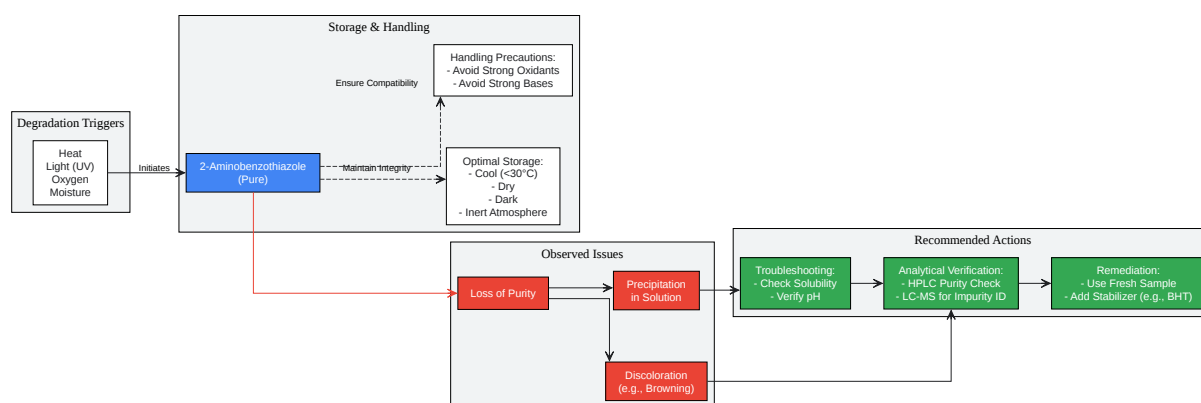 Storage & Handling
Handling Precautions:
- Avoid Strong Oxidants
- Avoid Strong Bases
Ensure Compatibility
Degradation Triggers
Heat
Light (UV)
Oxygen
Moisture
Initiates
2-Aminobenzothiazole
(Pure)
Maintain Integrity
Optimal Storage:
- Cool (<30°C)
- Dry
- Dark
- Inert Atmosphere
Observed Issues
Loss of Purity
Precipitation
in Solution
Discoloration
(e.g., Browning)
Recommended Actions
Troubleshooting:
- Check Solubility
- Verify pH
Analytical Verification:
- HPLC Purity Check
- LC-MS for Impurity ID
Remediation:
- Use Fresh Sample
- Add Stabilizer (e.g., BHT)